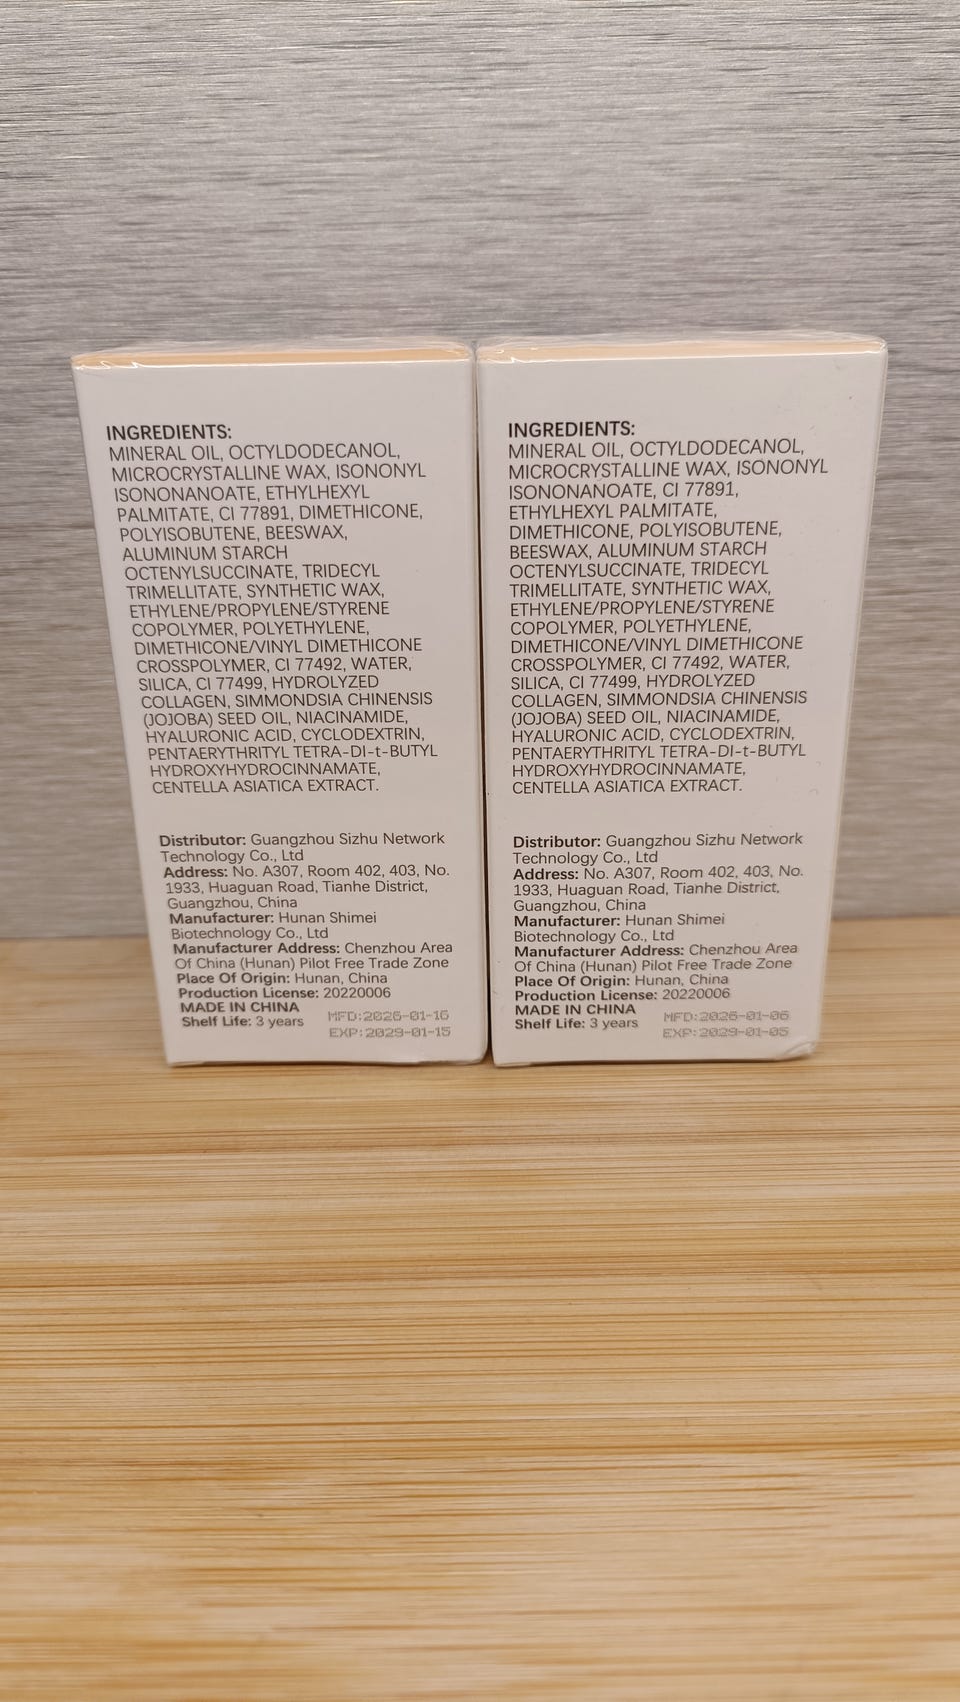 INGREDIENTS:
MINERAL OIL, OCTYLDODECANOL,
MICROCRYSTALLINE WAX, ISONONYL
ISONONANOATE, ETHYLHEXYL
PALMITATE, CI 77891, DIMETHICONE,
POLYISOBUTENE, BEESWAX,
ALUMINUM STARCH
OCTENYLSUCCINATE, TRIDECYL
TRIMELLITATE, SYNTHETIC WAX,
ETHYLENE/PROPYLENE/STYRENE
COPOLYMER, POLYETHYLENE,
DIMETHICONE/VINYL DIMETHICONE
CROSSPOLYMER, CI 77492, WATER,
SILICA, CI 77499, HYDROLYZED
COLLAGEN, SIMMONDSIA CHINENSIS
(JOJOBA) SEED OIL, NIACINAMIDE,
HYALURONIC ACID, CYCLODEXTRIN,
PENTAERYTHRITYL TETRA-DI-t-BUTYL
HYDROXYHYDROCINNAMATE,
CENTELLA ASIATICA EXTRACT.
Distributor: Guangzhou Sizhu Network
Technology Co., Ltd
Address: No. A307, Room 402, 403, No.
1933, Huaguan Road, Tianhe District,
Guangzhou, China
Manufacturer: Hunan Shimei
Biotechnology Co., Ltd
Manufacturer Address: Chenzhou Area
Of China (Hunan) Pilot Free Trade Zone
Place Of Origin: Hunan, China
Production License: 20220006
MADE IN CHINA
Shelf Life: 3 years
MFD:2026-01-16
EXP:2029-01-15
INGREDIENTS:
MINERAL OIL, OCTYLDODECANOL,
MICROCRYSTALLINE WAX, ISONONYL
ISONONANOATE, CI 77891,
ETHYLHEXYL PALMITATE,
DIMETHICONE, POLYISOBUTENE,
BEESWAX, ALUMINUM STARCH
OCTENYLSUCCINATE, TRIDECYL
TRIMELLITATE, SYNTHETIC WAX,
ETHYLENE/PROPYLENE/STYRENE
COPOLYMER, POLYETHYLENE,
DIMETHICONE/VINYL DIMETHICONE
CROSSPOLYMER, CI 77492, WATER,
SILICA, CI 77499, HYDROLYZED
COLLAGEN, SIMMONDSIA CHINENSIS
(JOJOBA) SEED OIL, NIACINAMIDE,
HYALURONIC ACID, CYCLODEXTRIN,
PENTAERYTHRITYL TETRA-DI-t-BUTYL
HYDROXYHYDROCINNAMATE,
CENTELLA ASIATICA EXTRACT.
Distributor: Guangzhou Sizhu Network
Technology Co., Ltd
Address: No. A307, Room 402, 403, No.
1933, Huaguan Road, Tianhe District,
Guangzhou, China
Manufacturer: Hunan Shimei
Biotechnology Co., Ltd
Manufacturer Address: Chenzhou Area
Of China (Hunan) Pilot Free Trade Zone
Place Of Origin: Hunan, China
Production License: 20220006
MADE IN CHINA
Shelf Life: 3 years
MFD:2026-01-06
EXP:2029-01-05